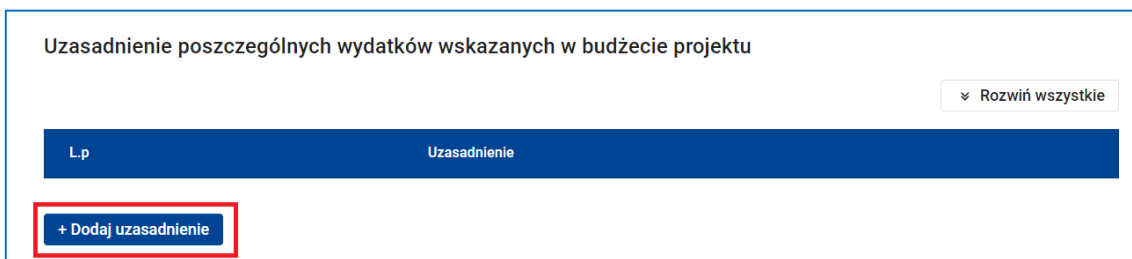 Uzasadnienie poszczególnych wydatków wskazanych w budżecie projektu
Rozwiń wszystkie
L.p Uzasadnienie
+ Dodaj uzasadnienie